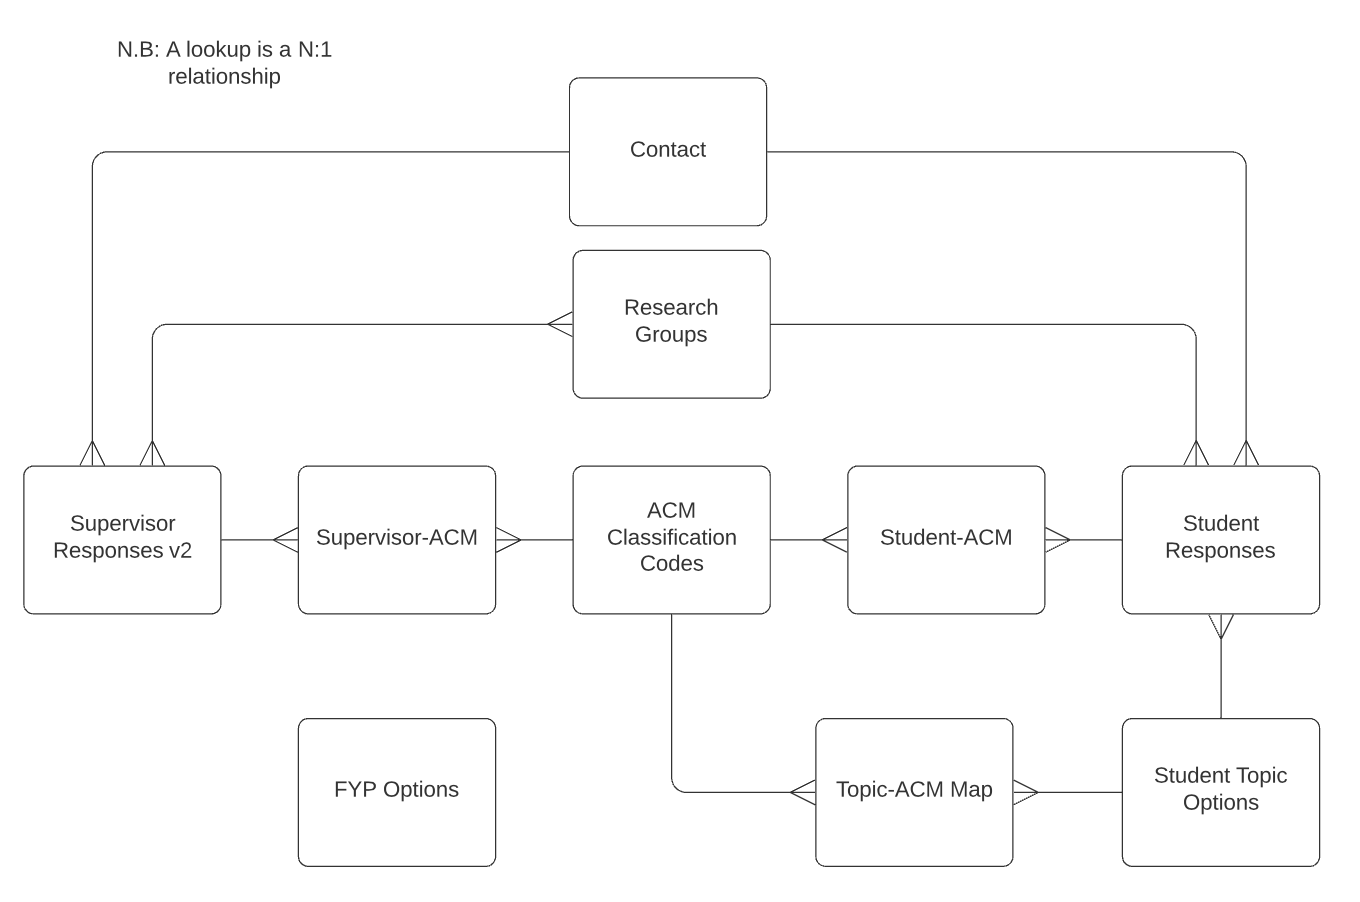 N.B: A lookup is a N:1
relationship
Contact
Research
Groups
Supervisor
Responses v2
Supervisor-ACM
ACM
Classification
Codes
Student-ACM
Student
Responses
FYP Options
Topic-ACM Map
Student Topic
Options